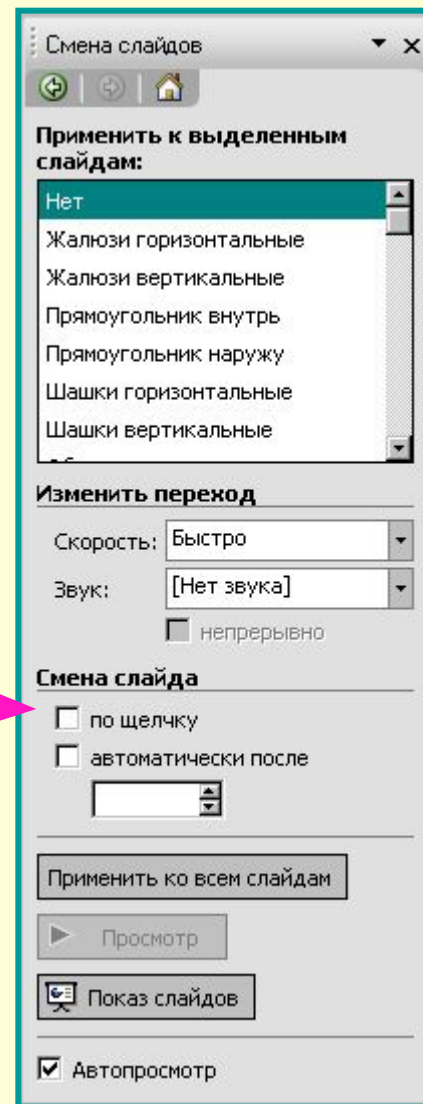 Смена слайдов
Применить к выделенным
слайдам:
Нет
Жалюзи горизонтальные
Жалюзи вертикальные
Прямоугольник внутрь
Прямоугольник наружу
Шашки горизонтальные
Шашки вертикальные
Изменить переход
Скорость: Быстро
Звук: [Нет звука]
непрерывно
Смена слайда
по щелчку
автоматически после
Применить ко всем слайдам
Просмотр
Показ слайдов
Автопросмотр